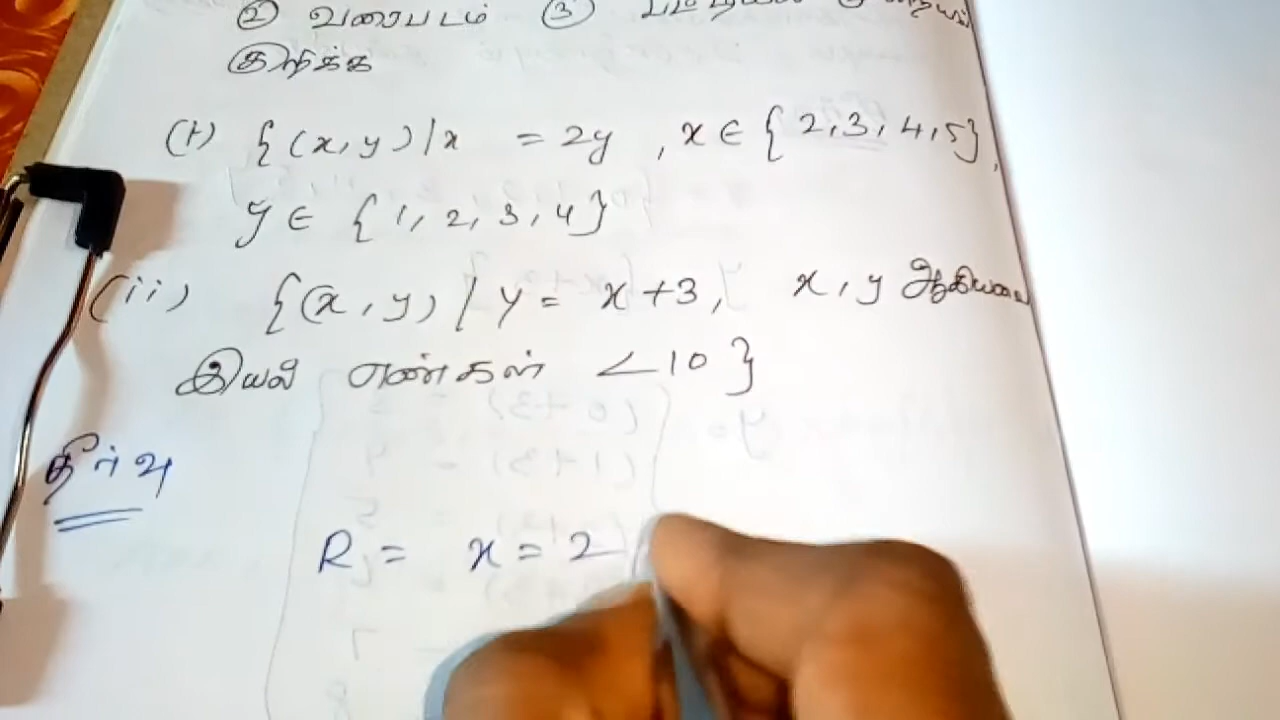 ② வரைபடம் ③
குறிக்க
(i) {(x,y)/x = 2y , x ∈ {2,3,4,5},
y ∈ {1,2,3,4}
(ii) {(x,y) / y = x+3, x,y ஆகியவை
இயல் எண்கள் <10 }
தீர்வு
R = x = 2